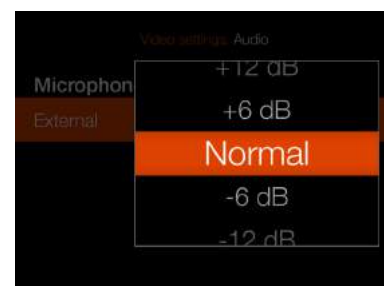 Video settings Audio
+12 dB
Microphon
+6 dB
External
Normal
-6 dB
-12 dB